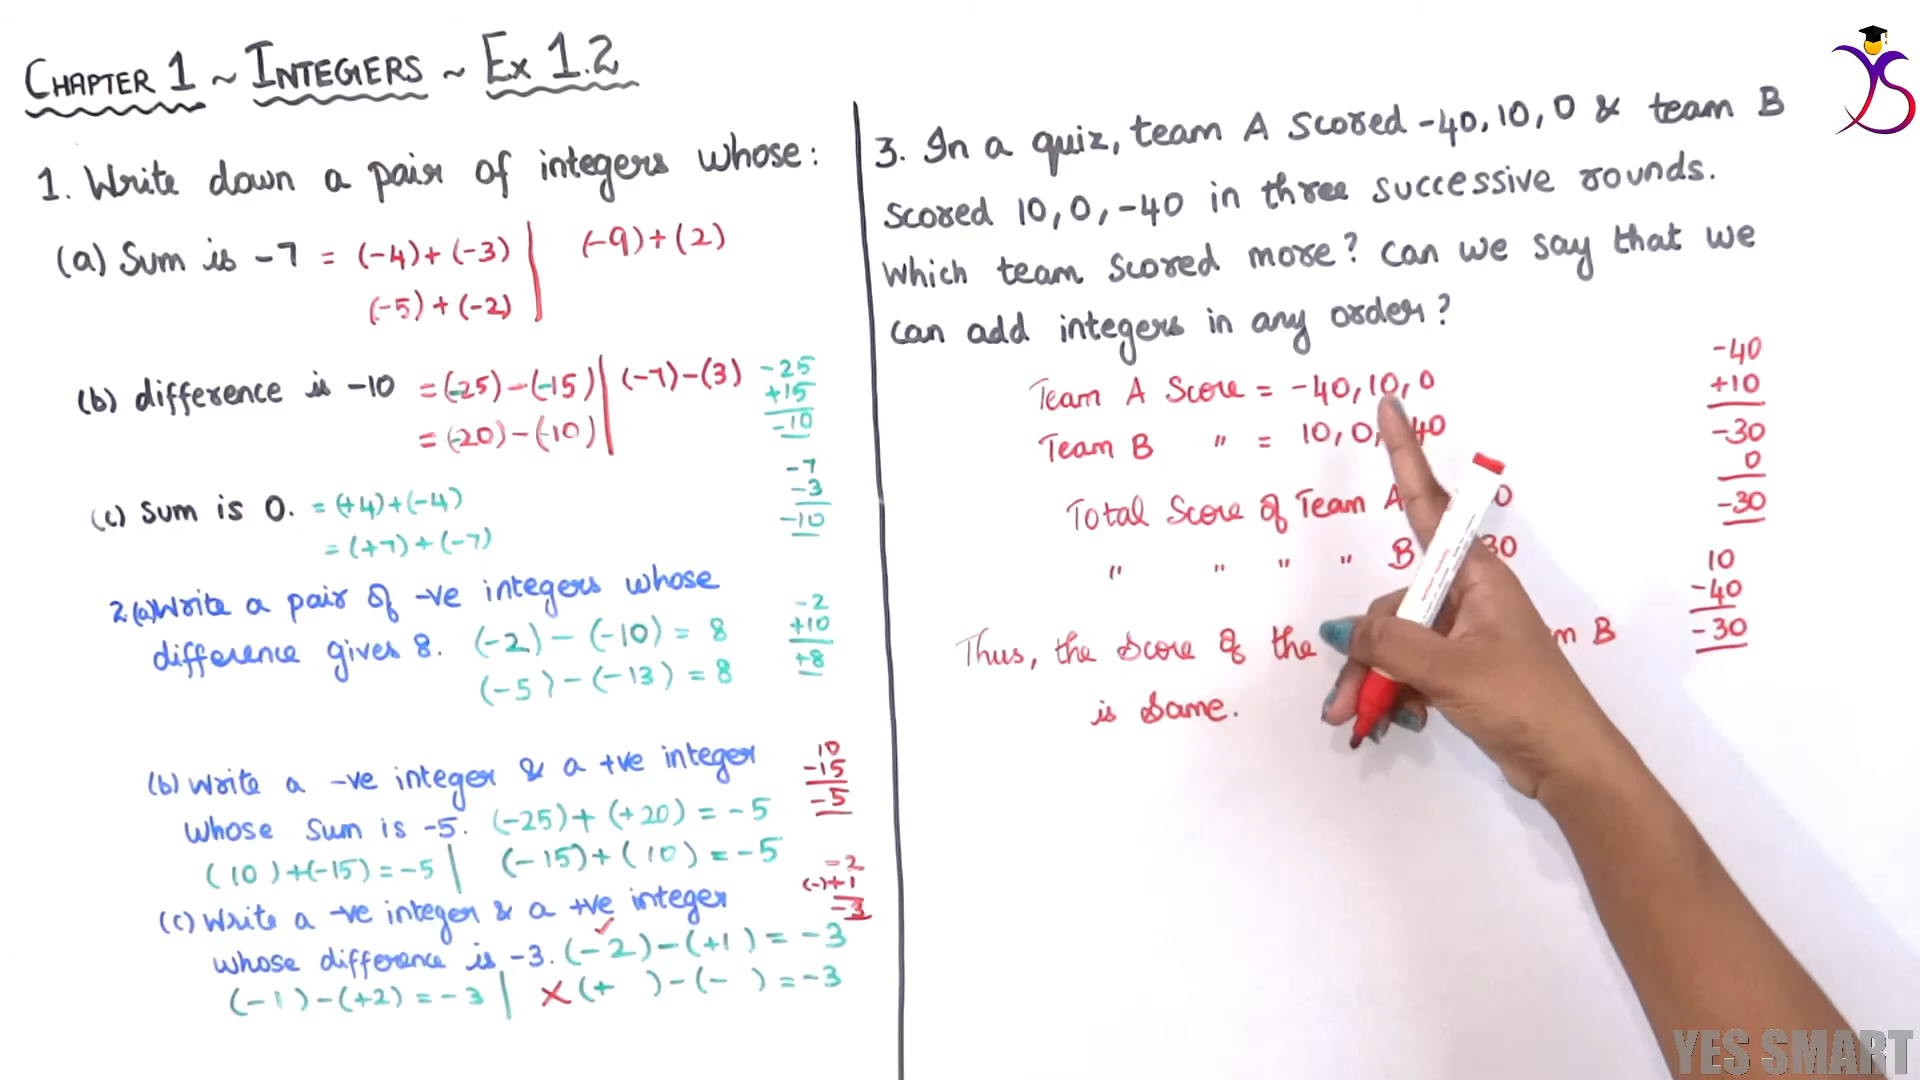 CHAPTER 1 ~ INTEGERS ~ Ex 1.2
1. Write down a pair of integers whose:
(a) Sum is -7 = (-4)+(-3) | (-9)+(2)
(-5)+(-2)
(b) difference is -10 = (-25)-(-15) | (-7)-(3)
= (-20)-(-10)
-25
+15
-10
(c) Sum is 0. = (+4)+(-4)
= (+7)+(-7)
-7
-3
-10
2.(a) Write a pair of -ve integers whose
difference gives 8. (-2) - (-10) = 8
(-5) - (-13) = 8
-2
+10
+8
(b) Write a -ve integer & a +ve integer
whose sum is -5. (-25)+(+20) = -5
(10)+(-15) = -5 | (-15)+(10) = -5
10
-15
-5
(c) Write a -ve integer & a +ve integer
whose difference is -3. (-2)-(+1) = -3
(-1)-(+2) = -3 | ×(+ )-(- ) = -3
-2
(-)+1
-3
3. In a quiz, team A scored -40, 10, 0 & team B
scored 10, 0, -40 in three successive rounds.
which team scored more? can we say that we
can add integers in any order?
Team A Score = -40, 10, 0
Team B " = 10, 0, 40
Total Score of Team A 0
" " " " B 30
Thus, the score of the B
is same.
-40
+10
-30
0
-30
10
-40
-30
YS
YES SMART